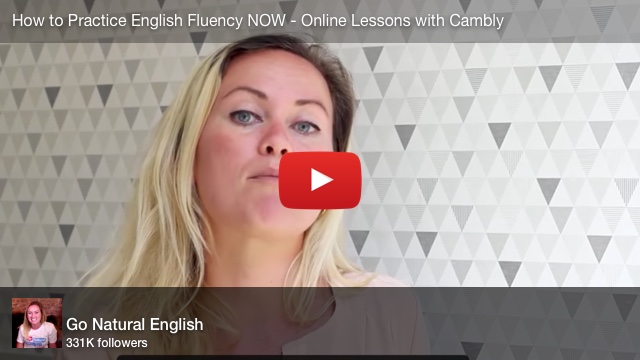 How to Practice English Fluency NOW - Online Lessons with Cambly
Go Natural English
331K followers